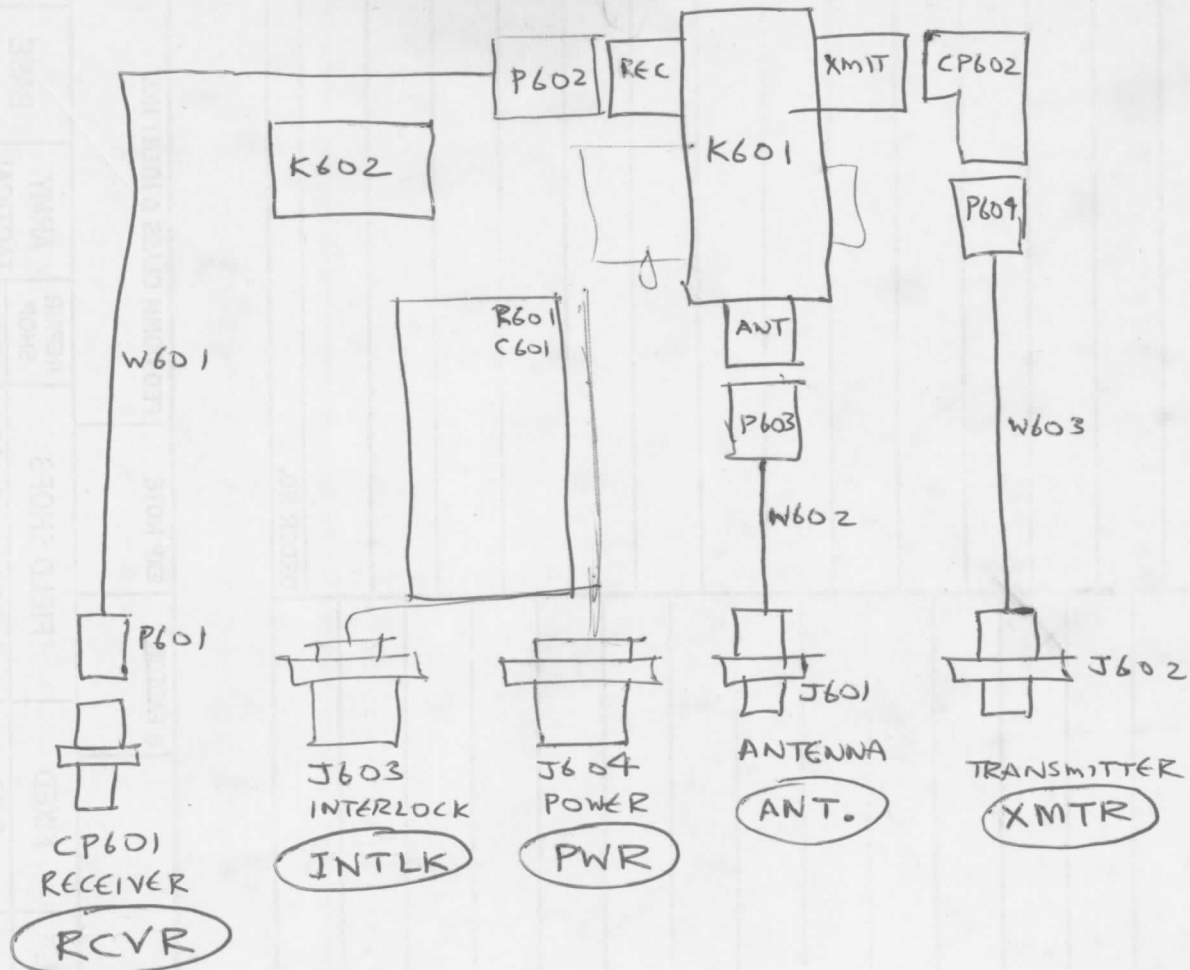 P602
REC
XMIT
CP602
K602
K601
P604
R601
C601
ANT
W601
P603
W603
W602
P601
J601
J602
J603
INTERLOCK
INTLK
J604
POWER
PWR
ANTENNA
ANT.
TRANSMITTER
XMTR
CP601
RECEIVER
RCVR